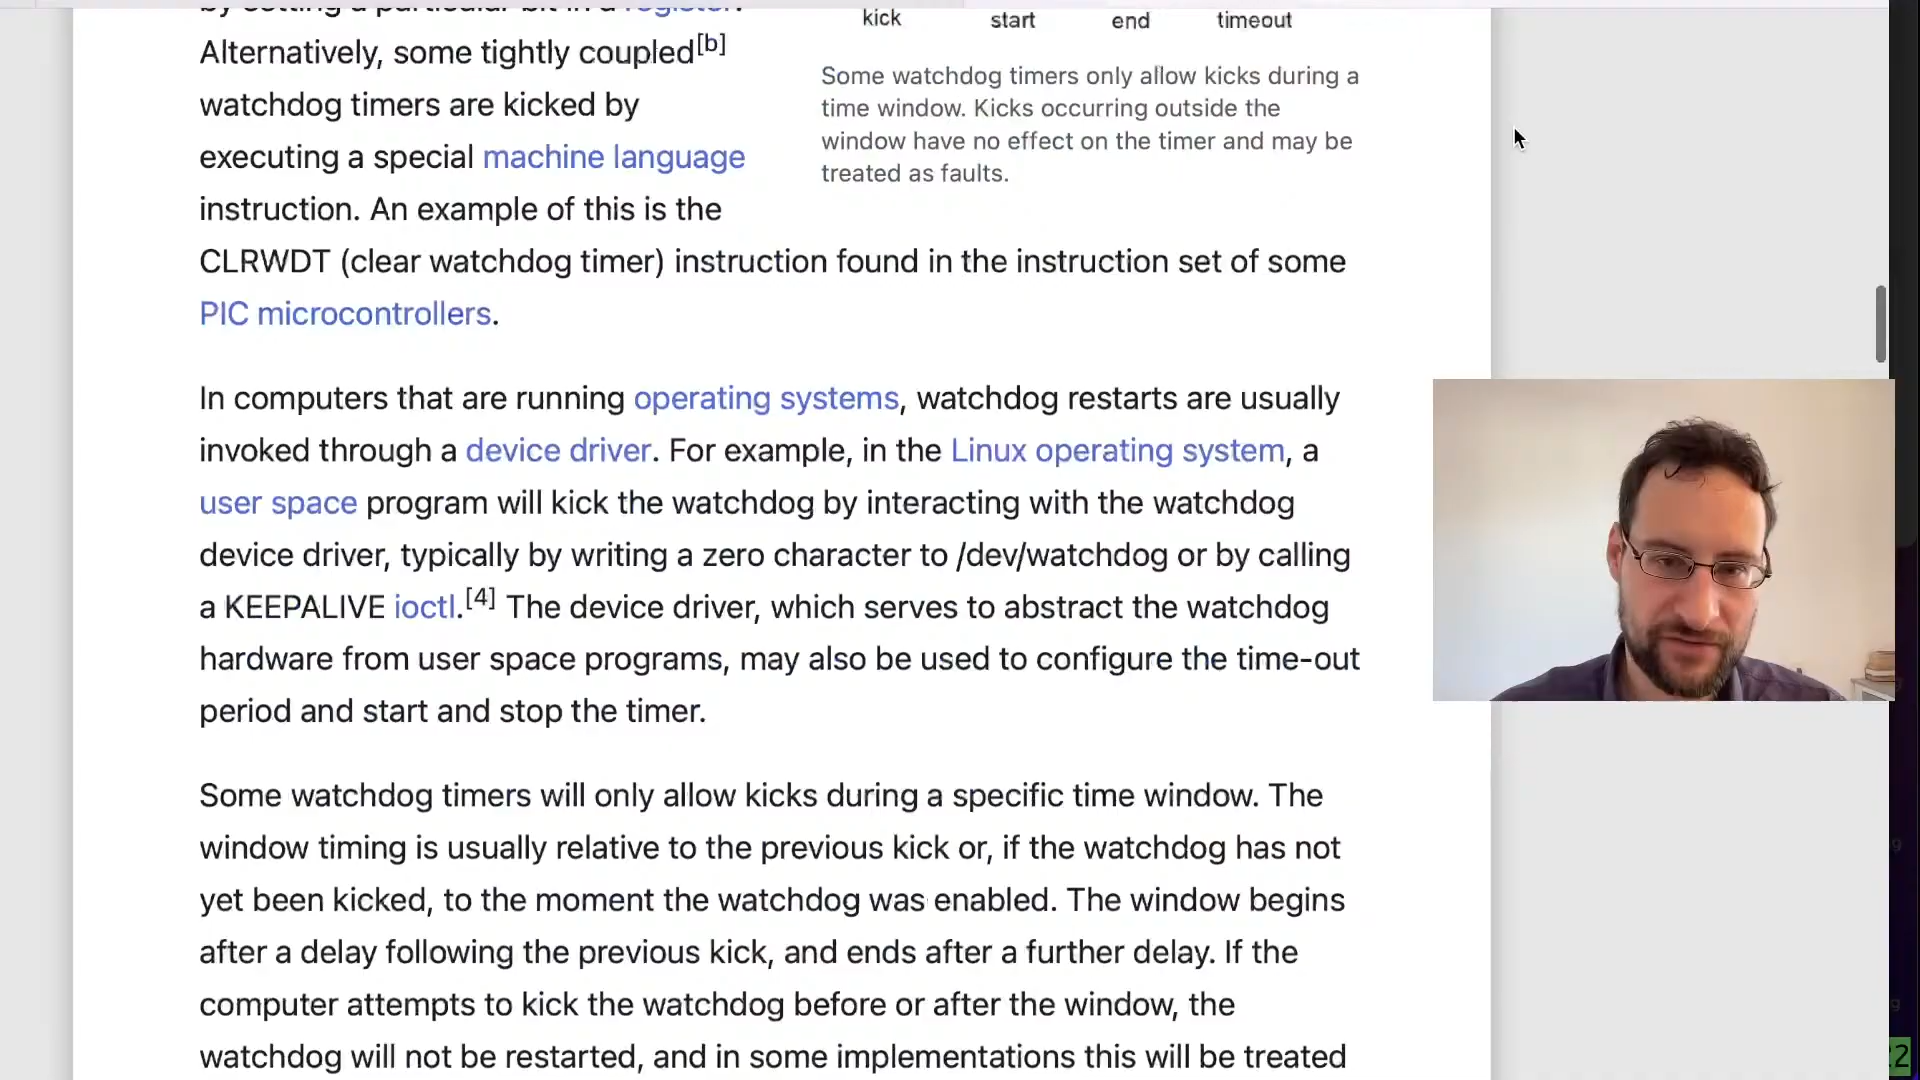 by setting a particular bit in a register.
Alternatively, some tightly coupled[b]
watchdog timers are kicked by
executing a special machine language
instruction. An example of this is the
CLRWDT (clear watchdog timer) instruction found in the instruction set of some
PIC microcontrollers.
kick start end timeout
Some watchdog timers only allow kicks during a
time window. Kicks occurring outside the
window have no effect on the timer and may be
treated as faults.
In computers that are running operating systems, watchdog restarts are usually
invoked through a device driver. For example, in the Linux operating system, a
user space program will kick the watchdog by interacting with the watchdog
device driver, typically by writing a zero character to /dev/watchdog or by calling
a KEEPALIVE ioctl.[4] The device driver, which serves to abstract the watchdog
hardware from user space programs, may also be used to configure the time-out
period and start and stop the timer.
Some watchdog timers will only allow kicks during a specific time window. The
window timing is usually relative to the previous kick or, if the watchdog has not
yet been kicked, to the moment the watchdog was enabled. The window begins
after a delay following the previous kick, and ends after a further delay. If the
computer attempts to kick the watchdog before or after the window, the
watchdog will not be restarted, and in some implementations this will be treated